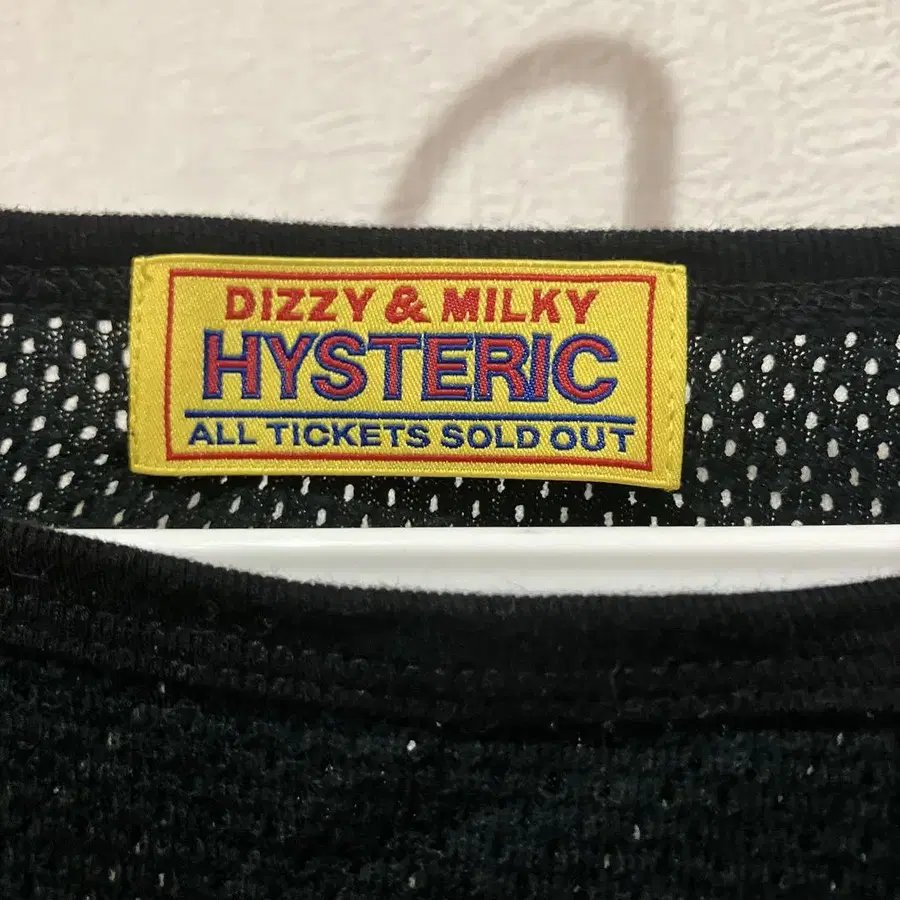 DIZZY & MILKY
HYSTERIC
ALL TICKETS SOLD OUT